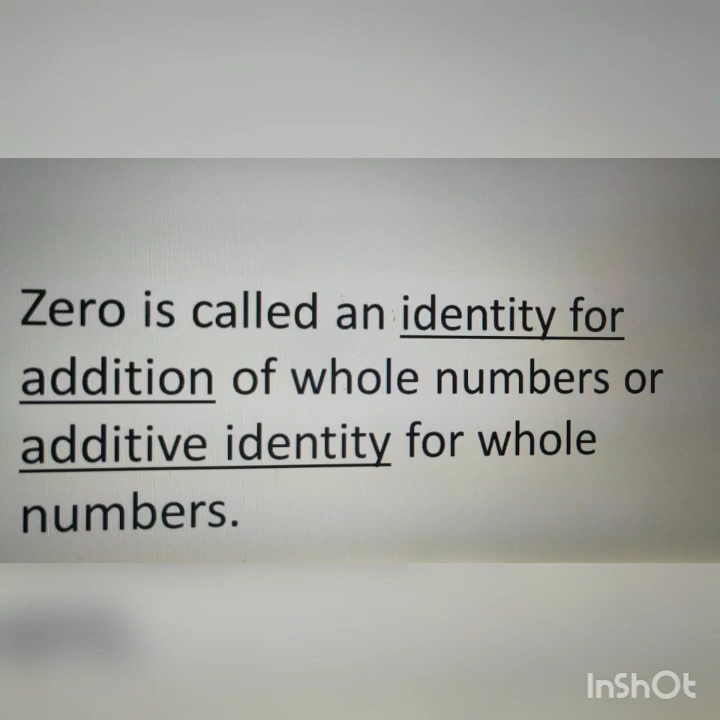 Zero is called an identity for
addition of whole numbers or
additive identity for whole
numbers.
InShOt